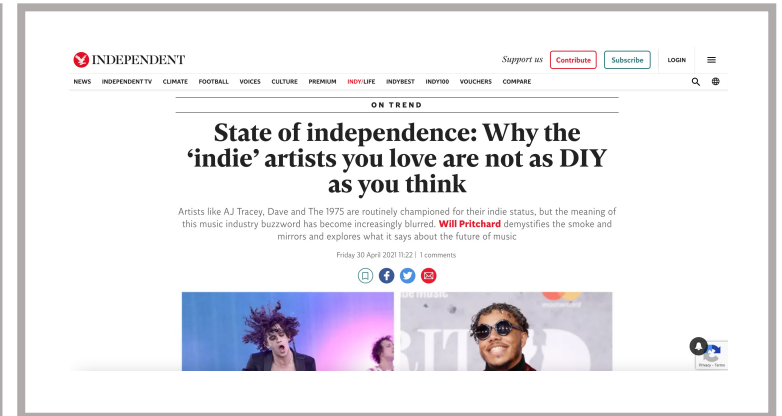 INDEPENDENT
Support us Contribute Subscribe LOGIN
NEWS INDEPENDENT TV CLIMATE FOOTBALL VOICES CULTURE PREMIUM INDY/LIFE INDYBEST INDY100 VOUCHERS COMPARE
ON TREND
State of independence: Why the
‘indie’ artists you love are not as DIY
as you think
Artists like AJ Tracey, Dave and The 1975 are routinely championed for their indie status, but the meaning of
this music industry buzzword has become increasingly blurred. Will Pritchard demystifies the smoke and
mirrors and explores what it says about the future of music
Friday 30 April 2021 11:22 | 1 comments
mastercard
Privacy - Terms